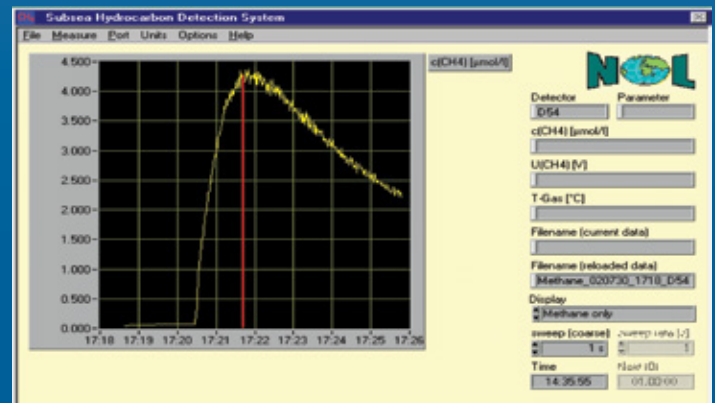 Subsea Hydrocarbon Detection System
File Measure Port Units Options Help
c(CH4) [µmol/l]
4.500
4.000
3.500
3.000
2.500
2.000
1.500
1.000
0.500
0.000
17:18 17:19 17:20 17:21 17:22 17:23 17:24 17:25 17:26
Detector Parameter
D54
c(CH4) [µmol/l]
U(CH4) [V]
T-Gas [°C]
Filename (current data)
Filename (reloaded data)
Methane_020730_1718_D54
Display
Methane only
sweep (coarse)
1 s 1
Time
14:35:55 01:00:00